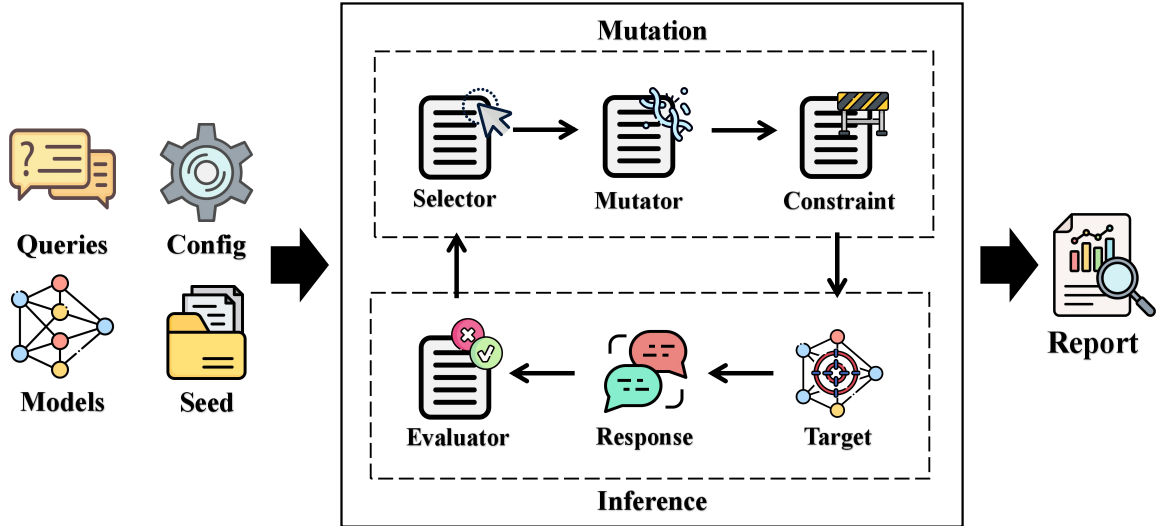 Mutation
Selector
Mutator
Constraint
?
Queries
Config
Models
Seed
Evaluator
Response
Target
Inference
Report